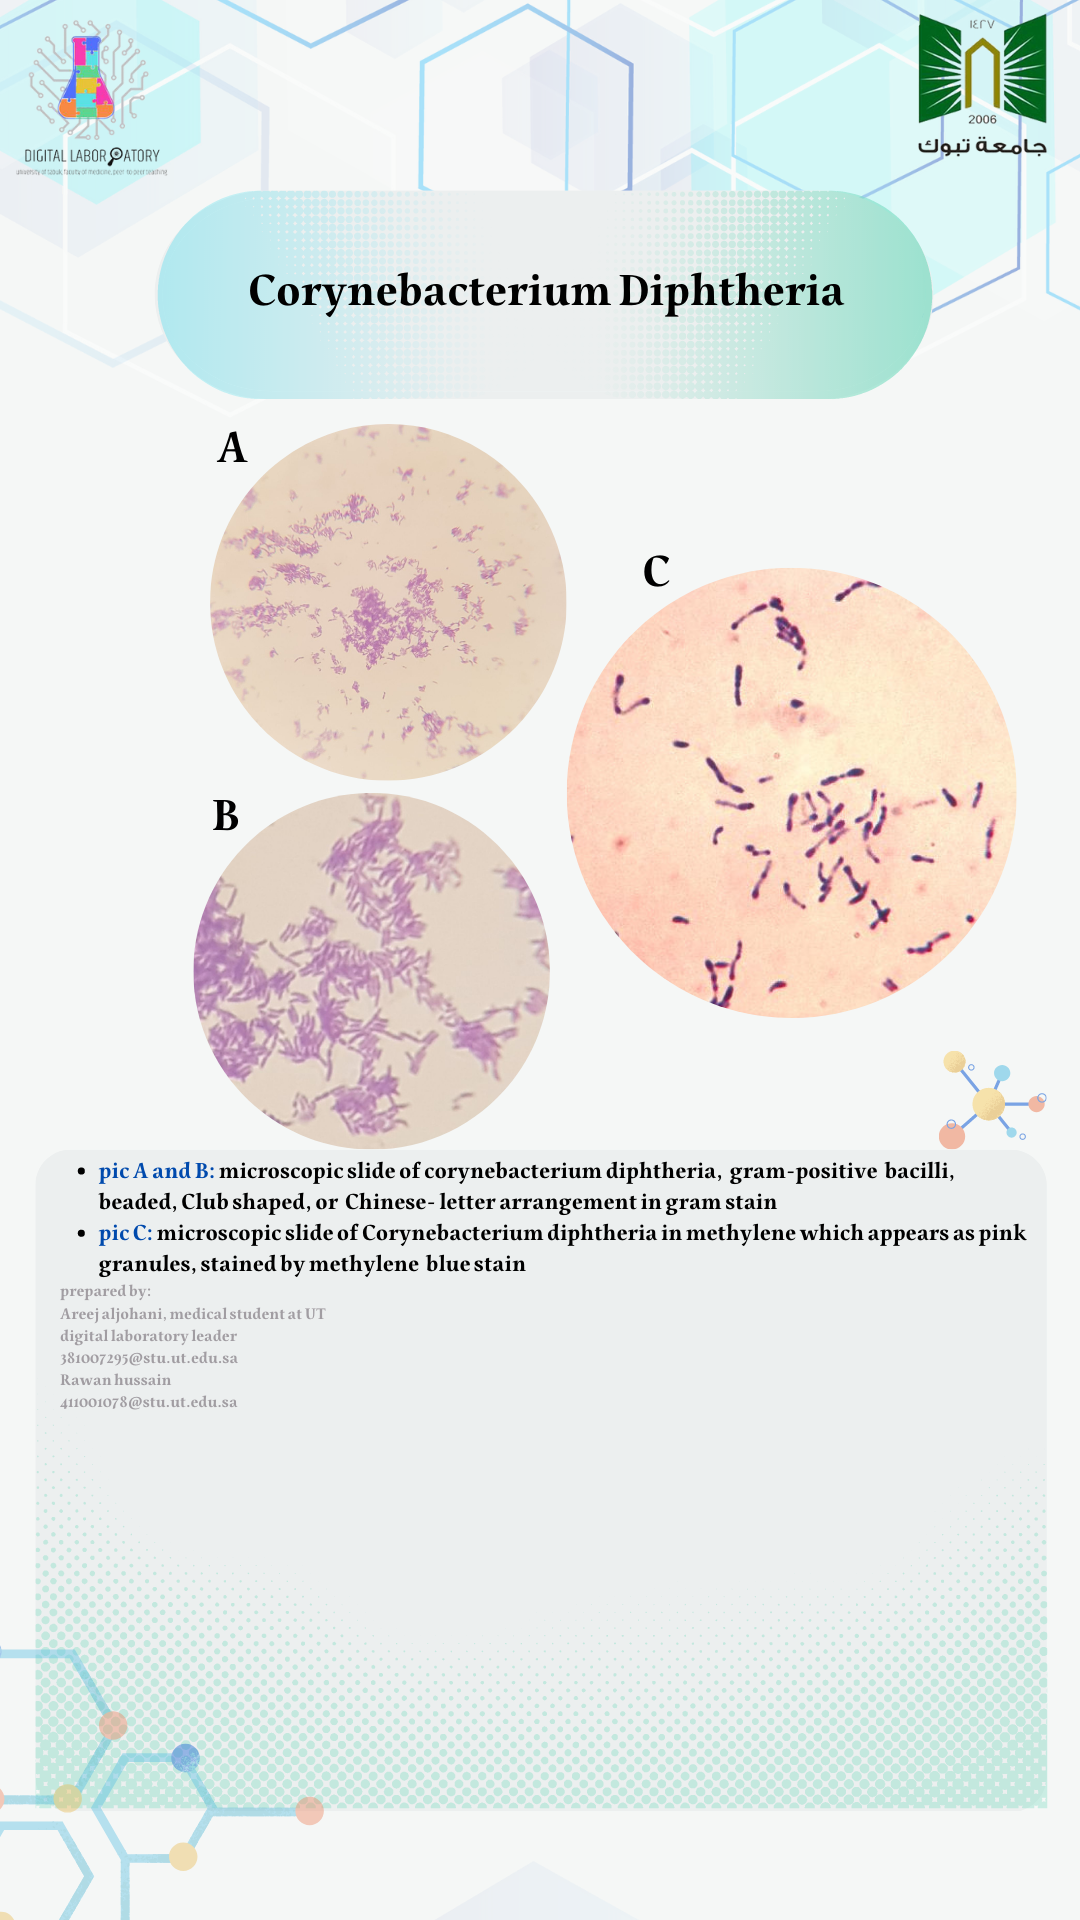 DIGITAL LABORATORY
university of tabuk, faculty of medicine, peer-to-peer teaching
١٤٢٧
2006
جامعة تبوك
Corynebacterium Diphtheria
A
C
B
• pic A and B: microscopic slide of corynebacterium diphtheria, gram-positive bacilli,
beaded, Club shaped, or Chinese- letter arrangement in gram stain
• pic C: microscopic slide of Corynebacterium diphtheria in methylene which appears as pink
granules, stained by methylene blue stain
prepared by:
Areej aljohani, medical student at UT
digital laboratory leader
381007295@stu.ut.edu.sa
Rawan hussain
411001078@stu.ut.edu.sa